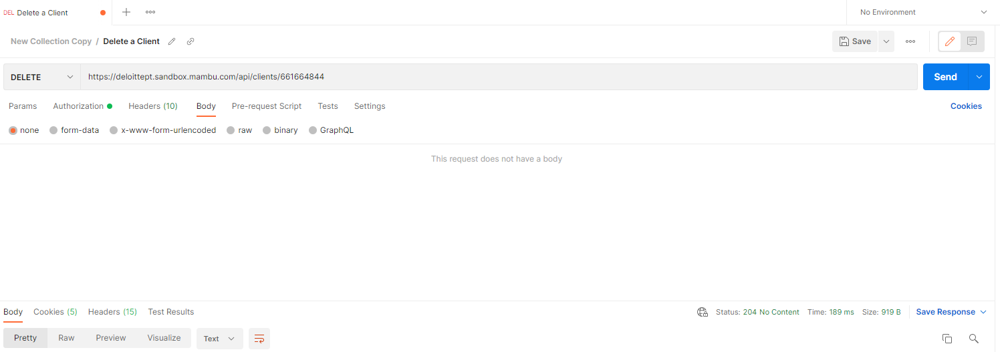 DEL Delete a Client
No Environment
New Collection Copy / Delete a Client
Save
DELETE https://deloittept.sandbox.mambu.com/api/clients/661664844 Send
Params Authorization Headers (10) Body Pre-request Script Tests Settings Cookies
none form-data x-www-form-urlencoded raw binary GraphQL
This request does not have a body
Body Cookies (5) Headers (15) Test Results Status: 204 No Content Time: 189 ms Size: 919 B Save Response
Pretty Raw Preview Visualize Text